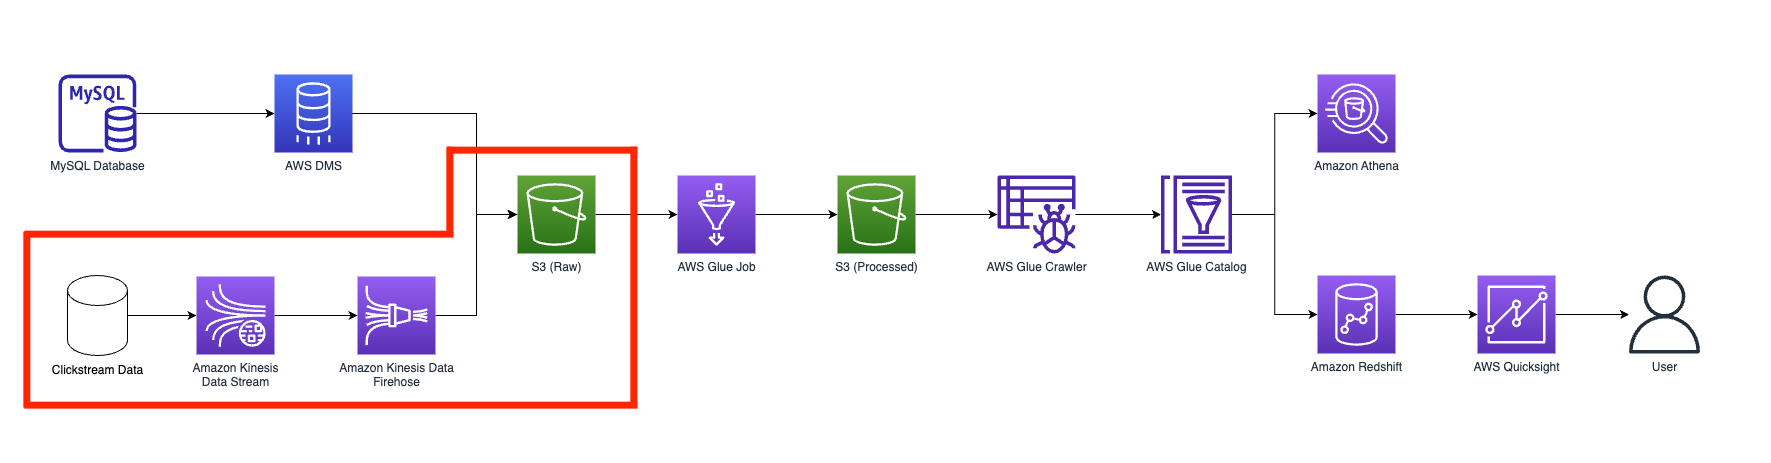 MySQL
MySQL Database
AWS DMS
Amazon Athena
S3 (Raw)
AWS Glue Job
S3 (Processed)
AWS Glue Crawler
AWS Glue Catalog
Clickstream Data
Amazon Kinesis
Data Stream
Amazon Kinesis Data
Firehose
Amazon Redshift
AWS Quicksight
User